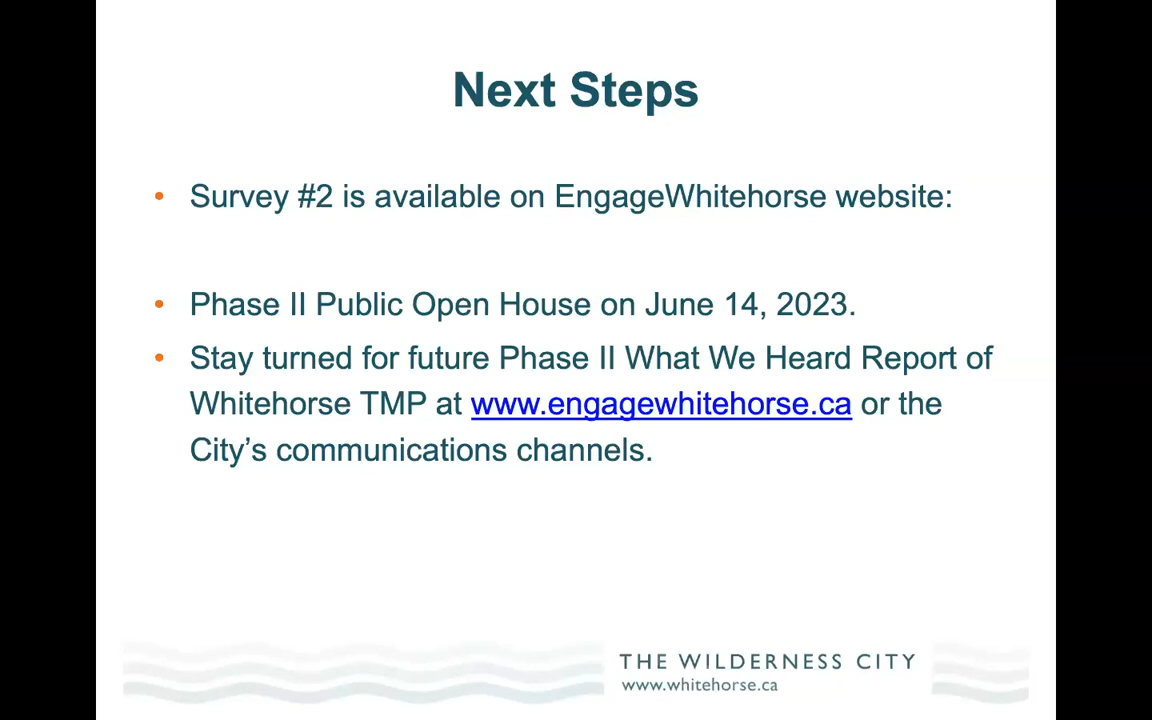 Next Steps
• Survey #2 is available on EngageWhitehorse website:
• Phase II Public Open House on June 14, 2023.
• Stay turned for future Phase II What We Heard Report of
Whitehorse TMP at www.engagewhitehorse.ca or the
City’s communications channels.
THE WILDERNESS CITY
www.whitehorse.ca